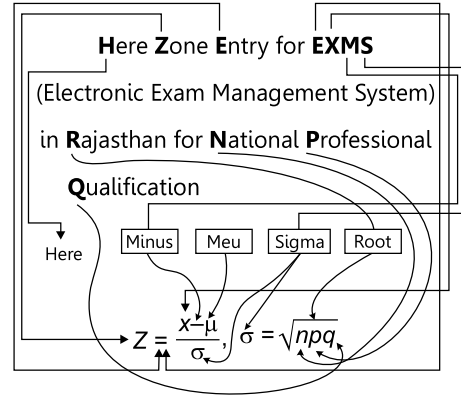 Here Zone Entry for EXMS
(Electronic Exam Management System)
in Rajasthan for National Professional
Qualification
Here
Minus Meu Sigma Root
Z = x−μ / σ, σ = √npq